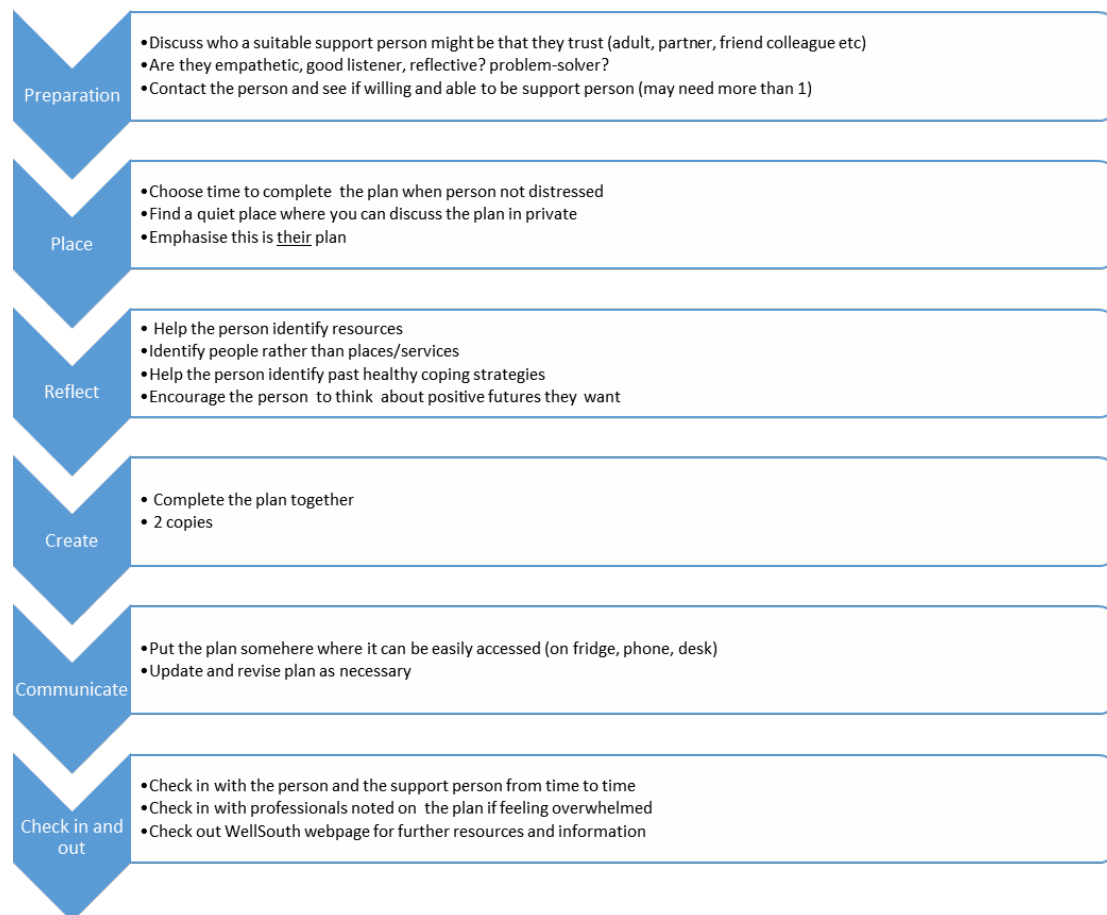 Preparation
•Discuss who a suitable support person might be that they trust (adult, partner, friend colleague etc)
•Are they empathetic, good listener, reflective? problem-solver?
•Contact the person and see if willing and able to be support person (may need more than 1)
Place
•Choose time to complete the plan when person not distressed
•Find a quiet place where you can discuss the plan in private
•Emphasise this is their plan
Reflect
• Help the person identify resources
•Identify people rather than places/services
•Help the person identify past healthy coping strategies
•Encourage the person to think about positive futures they want
Create
• Complete the plan together
• 2 copies
Communicate
•Put the plan somewhere where it can be easily accessed (on fridge, phone, desk)
•Update and revise plan as necessary
Check in and
out
•Check in with the person and the support person from time to time
•Check in with professionals noted on the plan if feeling overwhelmed
•Check out WellSouth webpage for further resources and information